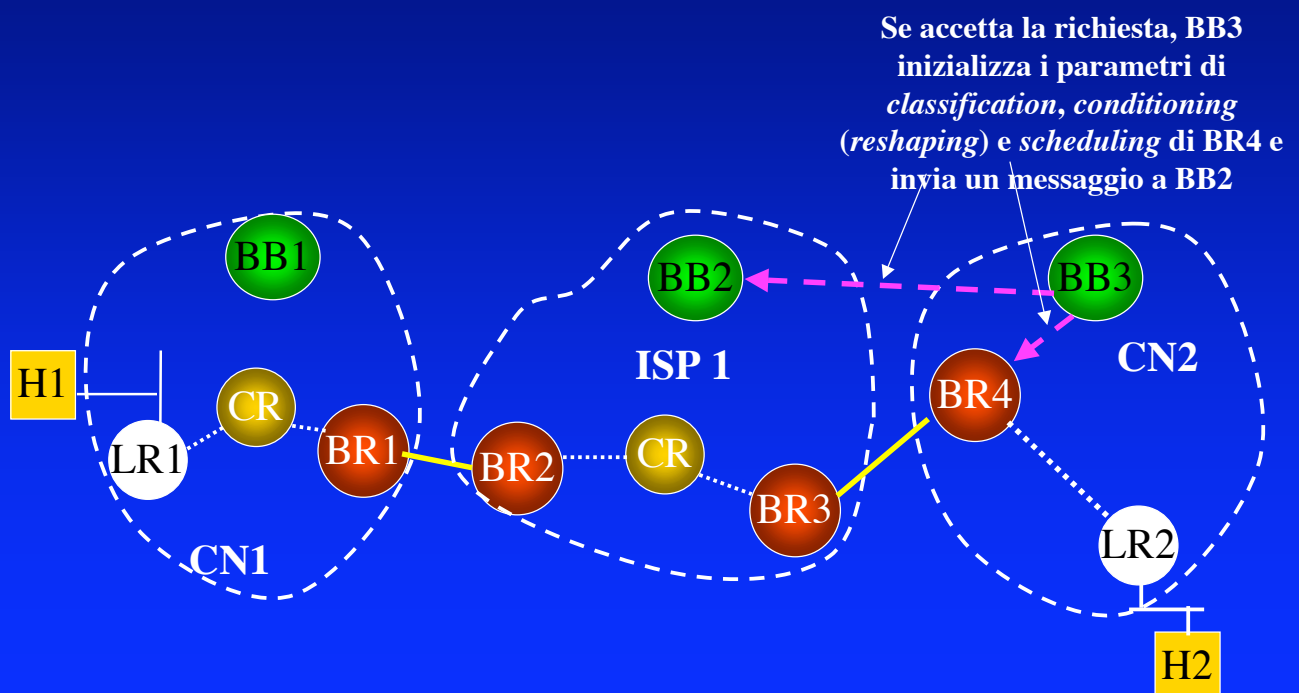 Se accetta la richiesta, BB3
inizializza i parametri di
classification, conditioning
(reshaping) e scheduling di BR4 e
invia un messaggio a BB2
BB1
BB2
BB3
ISP 1
CN2
H1
CR
BR4
LR1
BR1
BR2
CR
BR3
CN1
LR2
H2